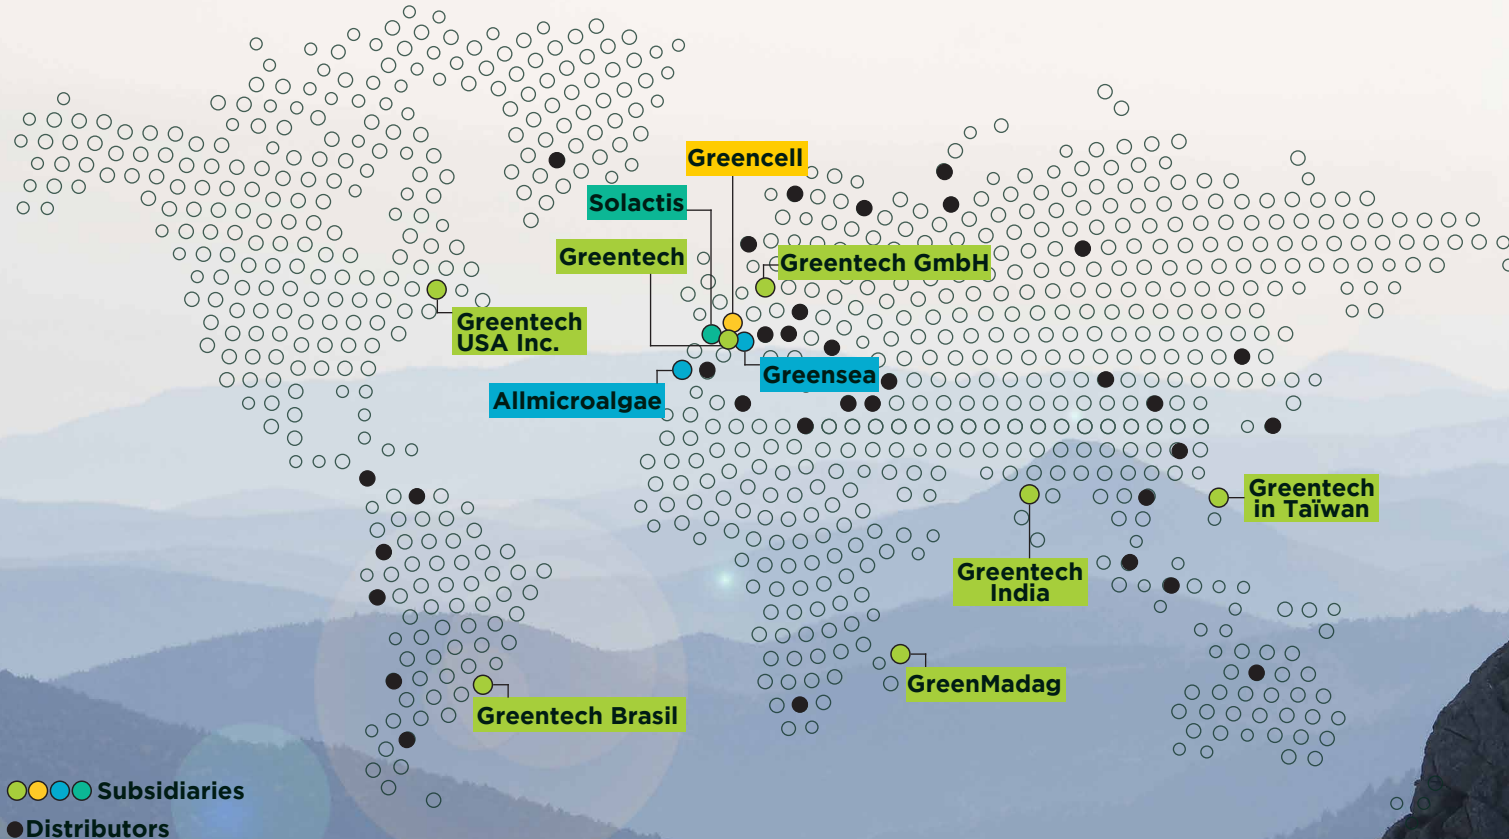 Greencell
Solactis
Greentech
Greentech GmbH
Greentech
USA Inc.
Greensea
Allmicroalgae
Greentech
in Taïwan
Greentech
India
GreenMadag
Greentech Brasil
Subsidiaries
Distributors